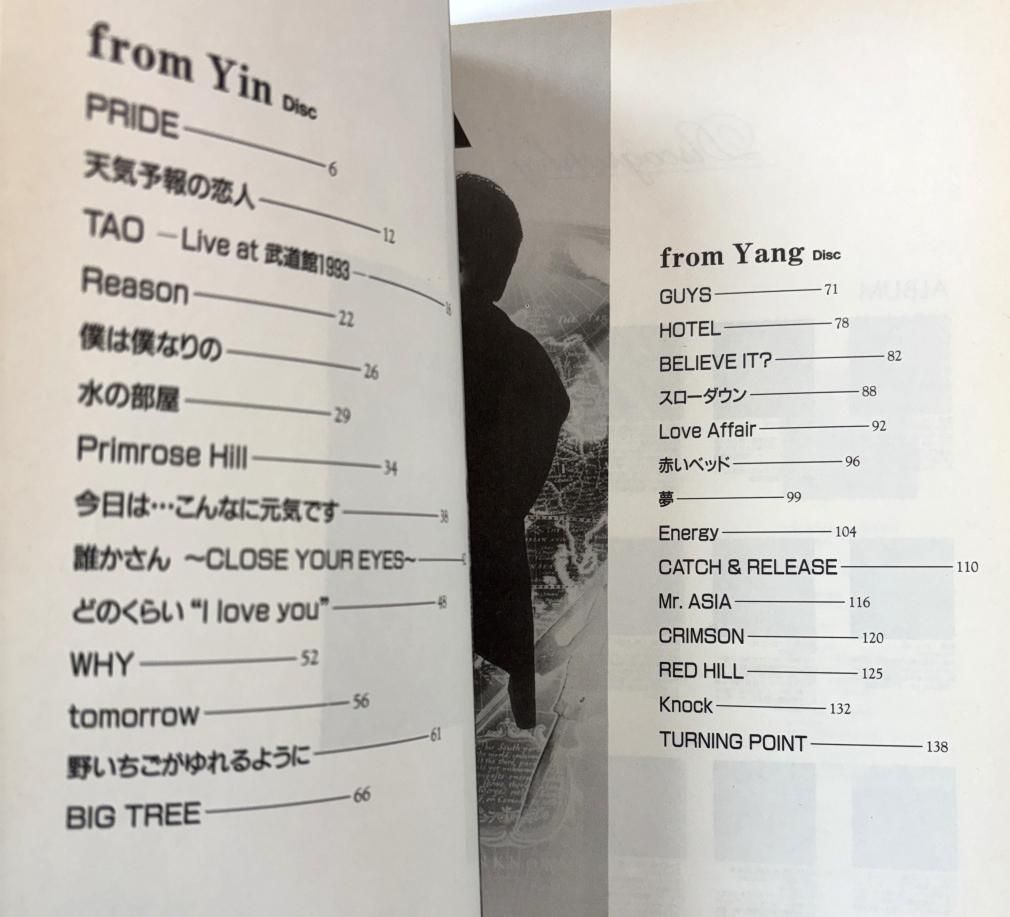 from Yin Disc
PRIDE 6
天気予報の恋人 12
TAO －Live at 武道館1993 16
Reason 22
僕は僕なりの 26
水の部屋 29
Primrose Hill 34
今日は…こんなに元気です 38
誰かさん ～CLOSE YOUR EYES～
どのくらい“I love you” 48
WHY 52
tomorrow 56
野いちごがゆれるように 61
BIG TREE 66
from Yang Disc
GUYS 71
HOTEL 78
BELIEVE IT? 82
スローダウン 88
Love Affair 92
赤いベッド 96
夢 99
Energy 104
CATCH & RELEASE 110
Mr. ASIA 116
CRIMSON 120
RED HILL 125
Knock 132
TURNING POINT 138